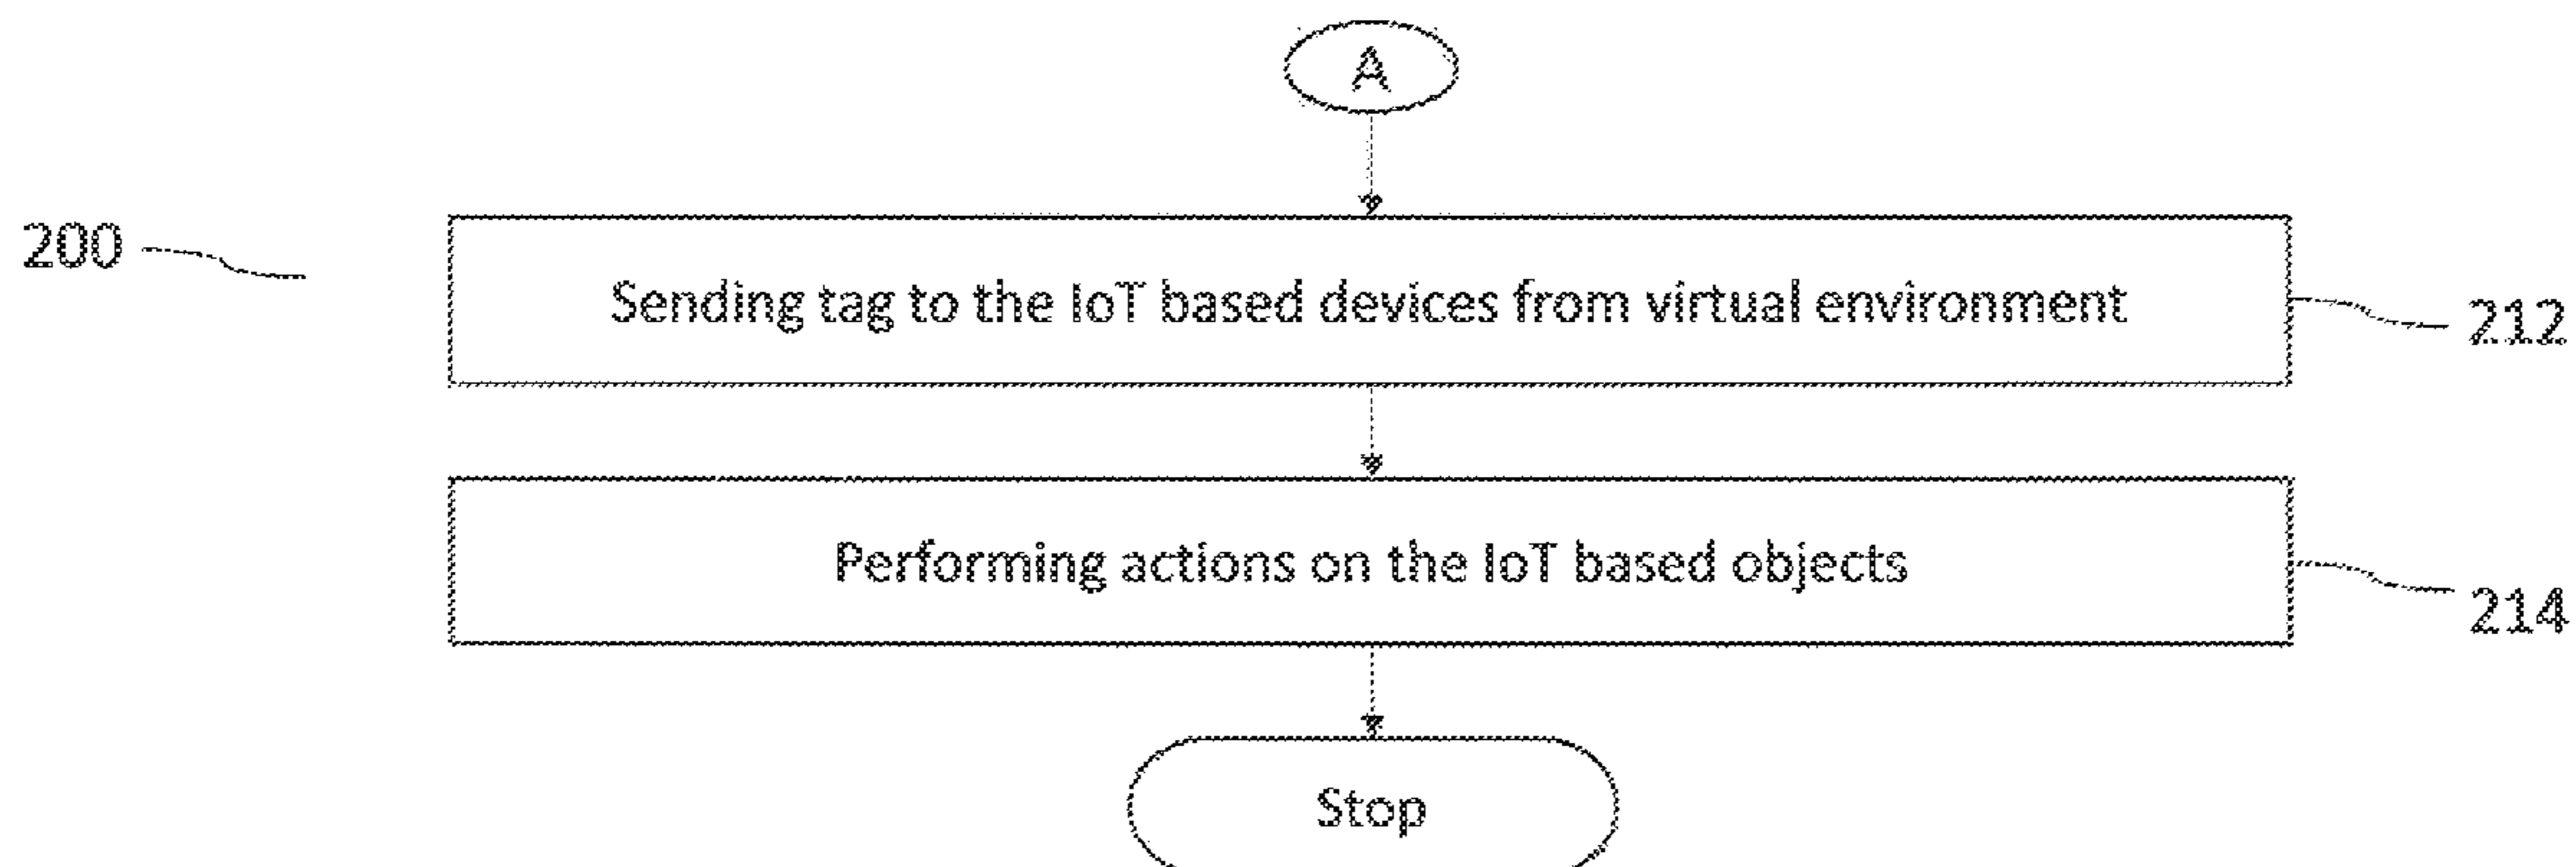 A
200
Sending tag to the IoT based devices from virtual environment
212
Performing actions on the IoT based objects
214
Stop